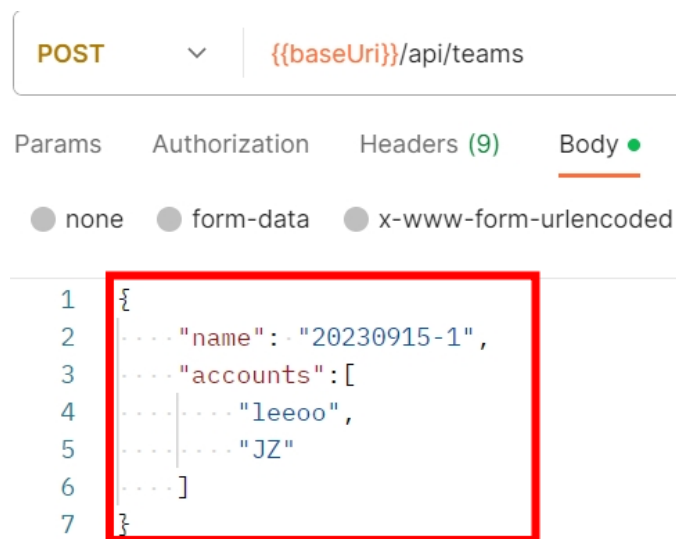 POST {{baseUri}}/api/teams
Params Authorization Headers (9) Body
none form-data x-www-form-urlencoded
1 {
2 "name": "20230915-1",
3 "accounts":[
4 "leeoo",
5 "JZ"
6 ]
7 }